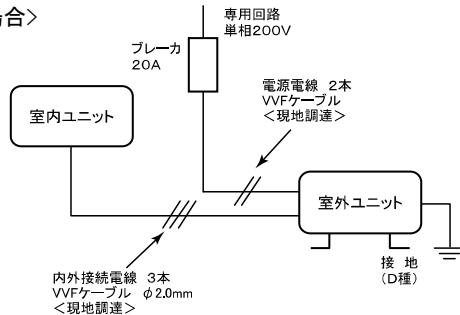 合>
専用回路
単相200V
ブレーカ
20A
電源電線 2本
VVFケーブル
<現地調達>
室内ユニット
室外ユニット
接 地
(D種)
内外接続電線 3本
VVFケーブル φ2.0mm
<現地調達>